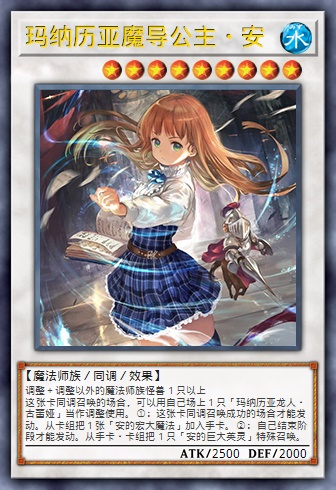 玛纳历亚魔导公主・安
水
【魔法师族／同调／效果】
调整＋调整以外的魔法师族怪兽1只以上
这张卡同调召唤的场合，可以用自己场上1只「玛纳历亚龙人・
古蕾娅」当作调整使用。①：这张卡同调召唤成功的场合才能发
动。从卡组把1张「安的宏大魔法」加入手卡。②：自己结束阶
段才能发动。从手卡・卡组把1只「安的巨大英灵」特殊召唤。
ATK/2500 DEF/2000